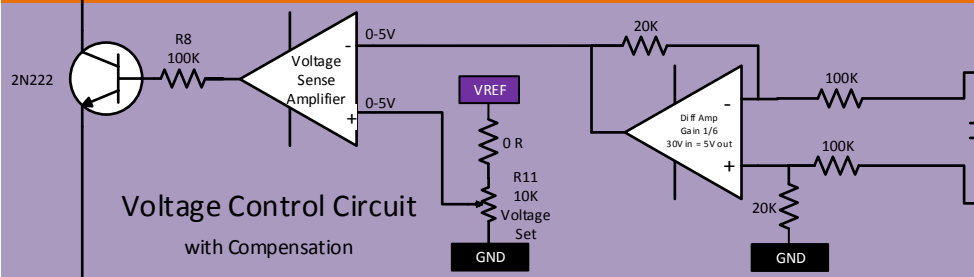 R8
100K
2N222
Voltage
Sense
Amplifier
-
+
0-5V
0-5V
VREF
0 R
R11
10K
Voltage
Set
GND
20K
Diff Amp
Gain 1/6
30V in = 5V out
-
+
100K
100K
20K
GND
Voltage Control Circuit
with Compensation